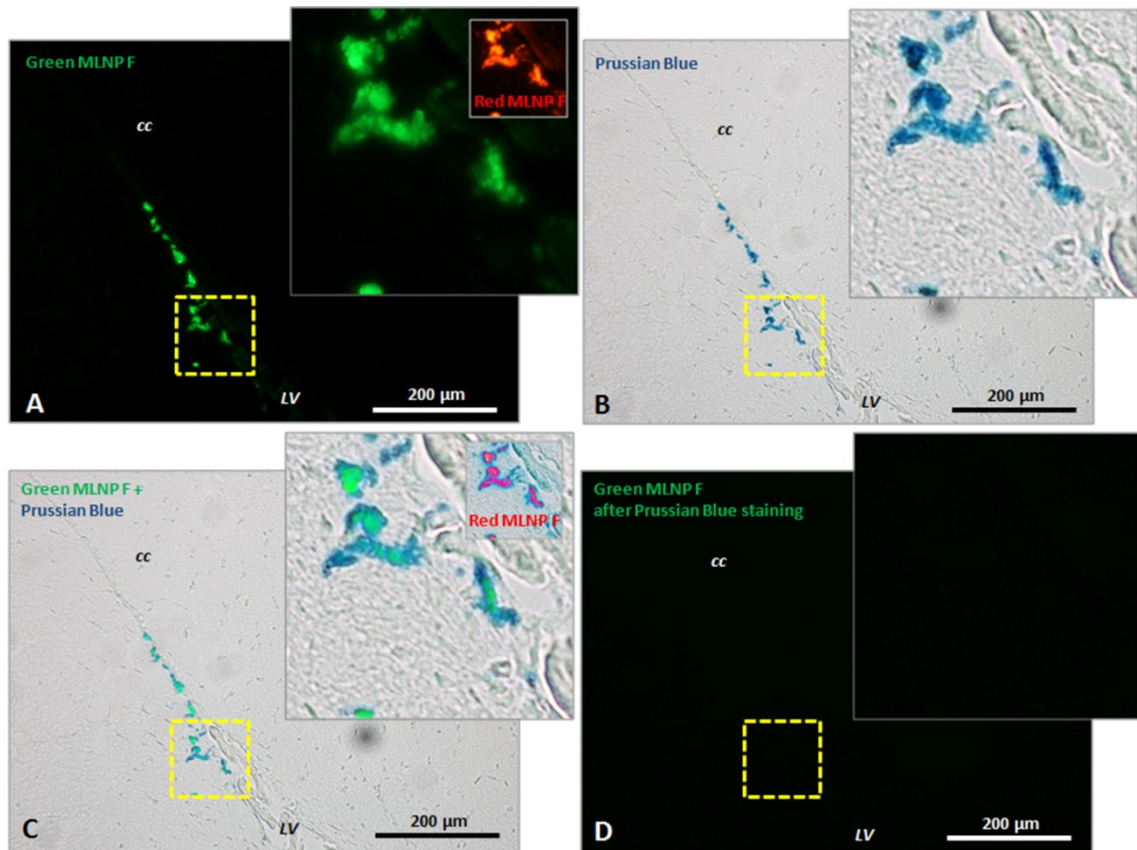 Green MLNP F
Red MLNP F
cc
LV
200 µm
A
Prussian Blue
cc
LV
200 µm
B
Green MLNP F +
Prussian Blue
Red MLNP F
cc
LV
200 µm
C
Green MLNP F
after Prussian Blue staining
cc
LV
200 µm
D